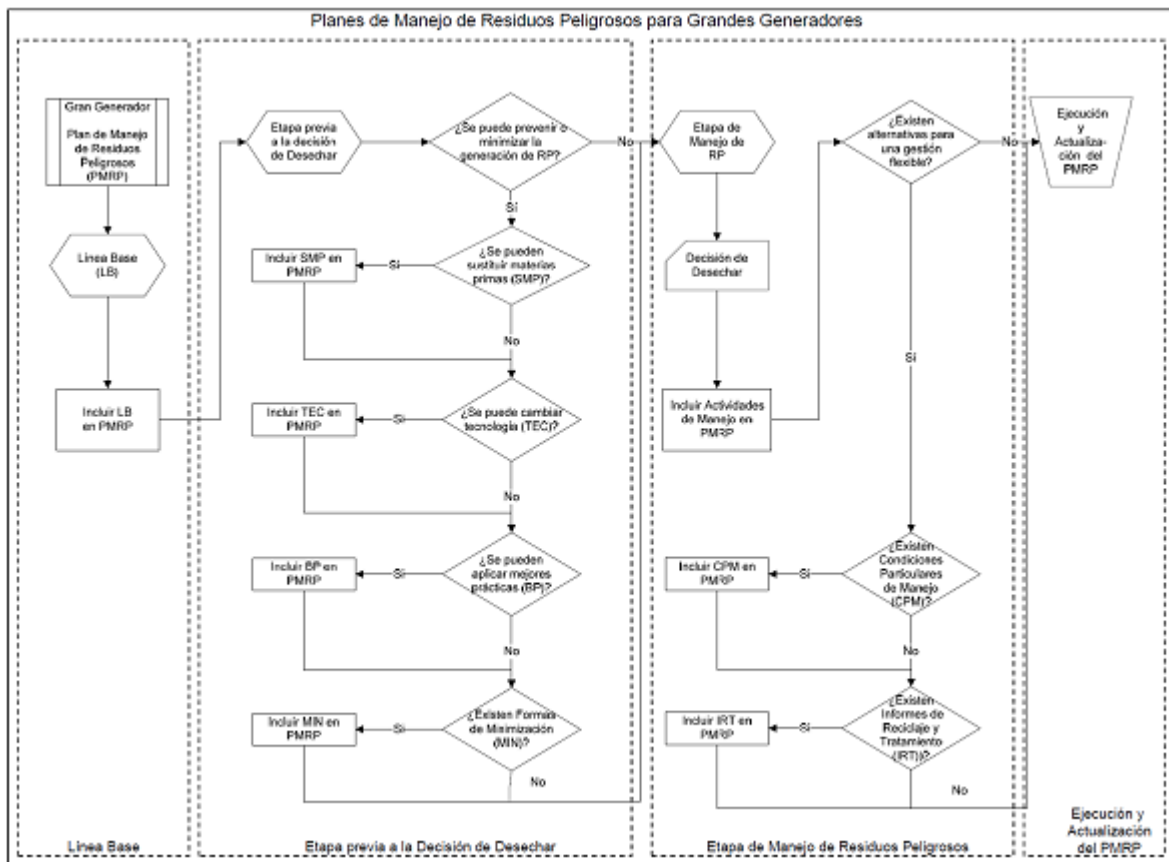 Planes de Manejo de Residuos Peligrosos para Grandes Generadores
Gran Generador
Plan de Manejo
de Residuos
Peligrosos
(PMRP)
Línea Base
(LB)
Incluir LB
en PMRP
Línea Base
Etapa previa
a la decisión
de Desechar
¿Se puede prevenir o
minimizar la
generación de RP?
No
Sí
¿Se pueden
sustituir materias
primas (SMP)?
Sí
Incluir SMP en
PMRP
No
¿Se puede cambiar
tecnología (TEC)?
Sí
Incluir TEC en
PMRP
No
¿Se pueden
aplicar mejores
prácticas (BP)?
Sí
Incluir BP en
PMRP
No
¿Existen Formas
de Minimización
(MIN)?
Sí
Incluir MIN en
PMRP
No
Etapa previa a la Decisión de Desechar
Etapa de
Manejo de
RP
Decisión de
Desechar
Incluir Actividades
de Manejo en
PMRP
¿Existen
alternativas para
una gestión
flexible?
No
Sí
¿Existen
Condiciones
Particulares
de Manejo
(CPM)?
Sí
Incluir CPM en
PMRP
No
¿Existen
Informes de
Reciclaje y
Tratamiento
(IRT))?
Sí
Incluir IRT en
PMRP
No
Etapa de Manejo de Residuos Peligrosos
Ejecución
y
Actualiza-
ción del
PMRP
Ejecución y
Actualización
del PMRP